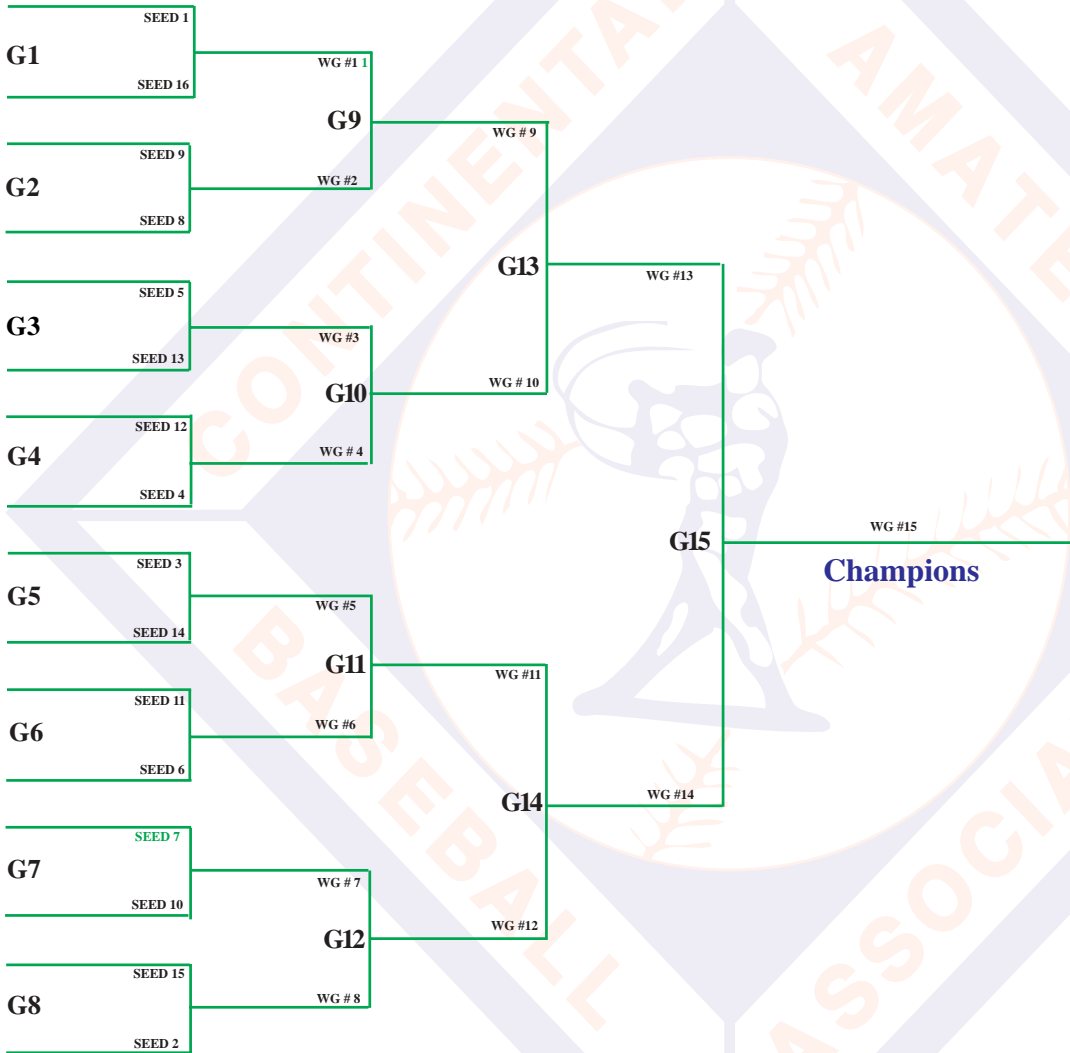 SEED 1
G1
WG #1 1
SEED 16
G9
WG # 9
SEED 9
G2
WG #2
SEED 8
G13
WG #13
SEED 5
G3
WG #3
SEED 13
G10
WG # 10
SEED 12
G4
WG # 4
SEED 4
G15
WG #15
Champions
SEED 3
G5
WG #5
SEED 14
G11
WG #11
SEED 11
G6
WG #6
SEED 6
G14
WG #14
SEED 7
G7
WG # 7
SEED 10
G12
WG #12
SEED 15
G8
WG # 8
SEED 2
CONTINENTA
AMATE
BASEBALL
ASSOCIA